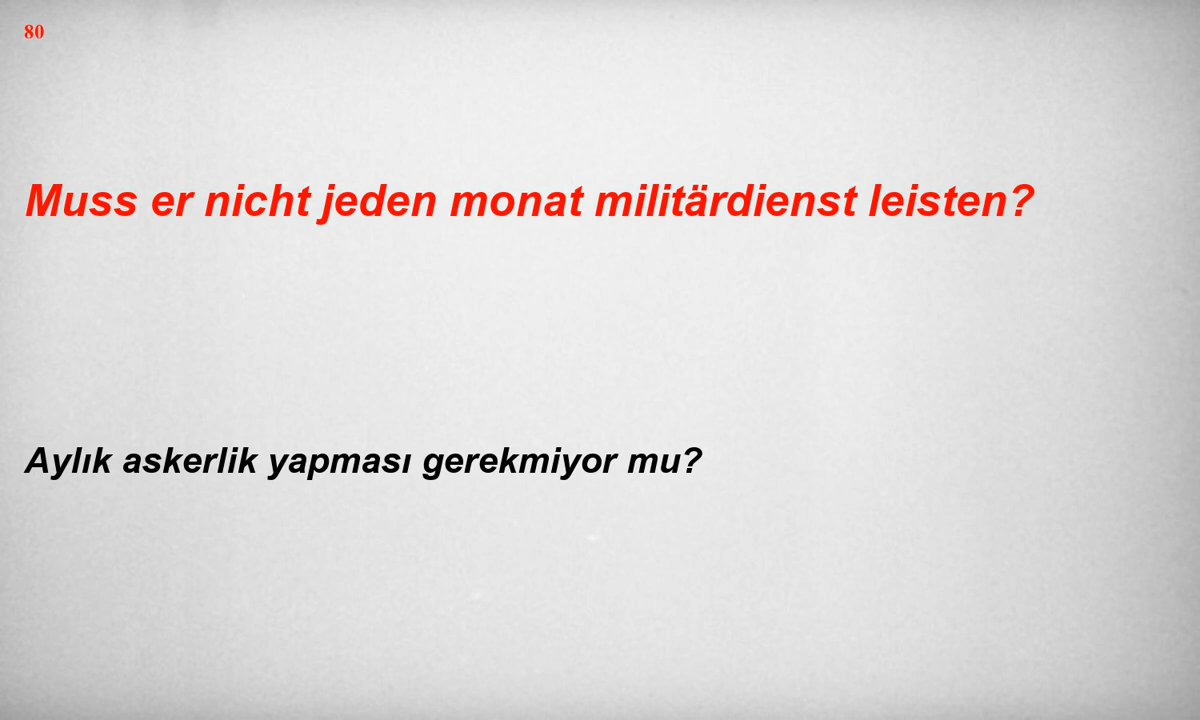 80
Muss er nicht jeden monat militärdienst leisten?
Aylık askerlik yapması gerekmiyor mu?